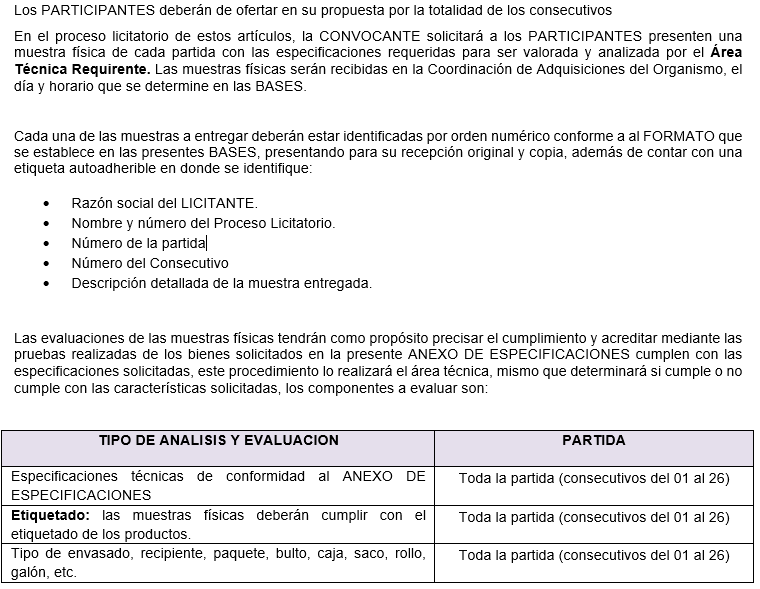 Los PARTICIPANTES deberán de ofertar en su propuesta por la totalidad de los consecutivos
En el proceso licitatorio de estos artículos, la CONVOCANTE solicitará a los PARTICIPANTES presenten una
muestra física de cada partida con las especificaciones requeridas para ser valorada y analizada por el Área
Técnica Requirente. Las muestras físicas serán recibidas en la Coordinación de Adquisiciones del Organismo, el
día y horario que se determine en las BASES.
Cada una de las muestras a entregar deberán estar identificadas por orden numérico conforme a al FORMATO que
se establece en las presentes BASES, presentando para su recepción original y copia, además de contar con una
etiqueta autoadherible en donde se identifique:
• Razón social del LICITANTE.
• Nombre y número del Proceso Licitatorio.
• Número de la partida
• Número del Consecutivo
• Descripción detallada de la muestra entregada.
Las evaluaciones de las muestras físicas tendrán como propósito precisar el cumplimiento y acreditar mediante las
pruebas realizadas de los bienes solicitados en la presente ANEXO DE ESPECIFICACIONES cumplen con las
especificaciones solicitadas, este procedimiento lo realizará el área técnica, mismo que determinará si cumple o no
cumple con las características solicitadas, los componentes a evaluar son:
TIPO DE ANALISIS Y EVALUACION
PARTIDA
Especificaciones técnicas de conformidad al ANEXO DE
ESPECIFICACIONES
Toda la partida (consecutivos del 01 al 26)
Etiquetado: las muestras físicas deberán cumplir con el
etiquetado de los productos.
Toda la partida (consecutivos del 01 al 26)
Tipo de envasado, recipiente, paquete, bulto, caja, saco, rollo,
galón, etc.
Toda la partida (consecutivos del 01 al 26)